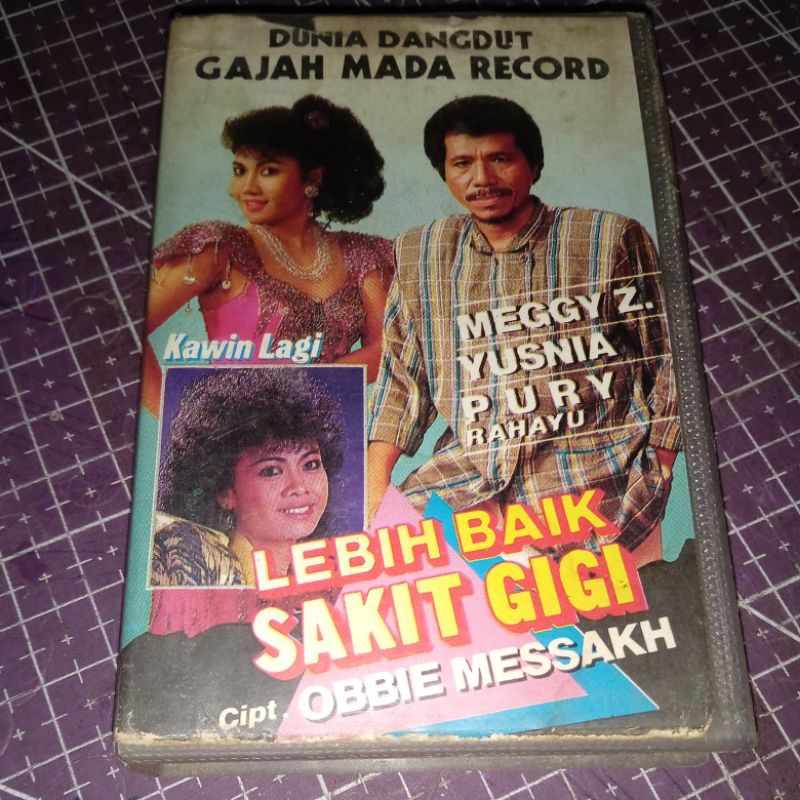 DUNIA DANGDUT
GAJAH MADA RECORD
Kawin Lagi
MEGGY Z.
YUSNIA
PURY
RAHAYU
LEBIH BAIK
SAKIT GIGI
Cipt. OBBIE MESSAKH